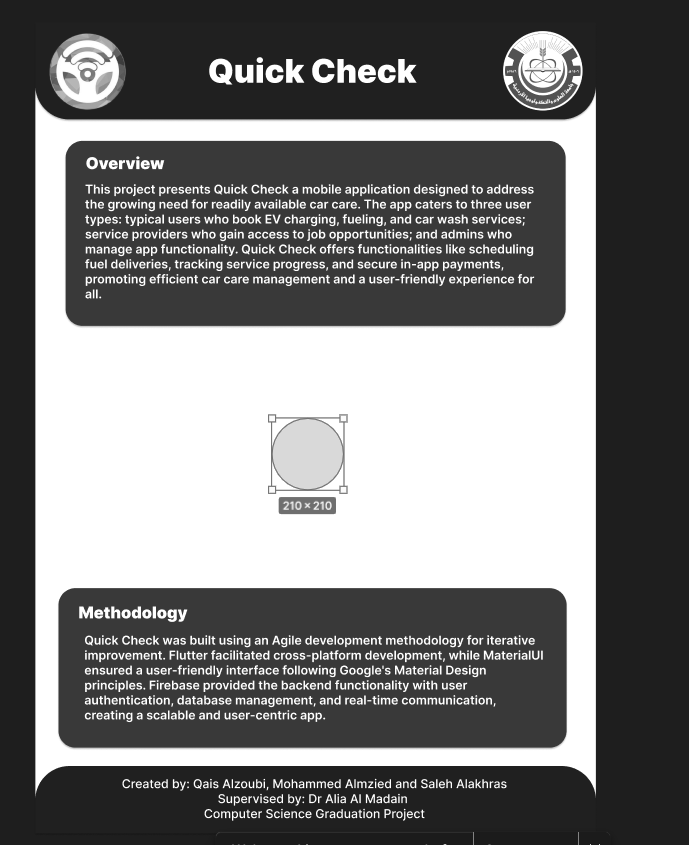 Quick Check
Overview
This project presents Quick Check a mobile application designed to address
the growing need for readily available car care. The app caters to three user
types: typical users who book EV charging, fueling, and car wash services;
service providers who gain access to job opportunities; and admins who
manage app functionality. Quick Check offers functionalities like scheduling
fuel deliveries, tracking service progress, and secure in-app payments,
promoting efficient car care management and a user-friendly experience for
all.
210 × 210
Methodology
Quick Check was built using an Agile development methodology for iterative
improvement. Flutter facilitated cross-platform development, while MaterialUI
ensured a user-friendly interface following Google's Material Design
principles. Firebase provided the backend functionality with user
authentication, database management, and real-time communication,
creating a scalable and user-centric app.
Created by: Qais Alzoubi, Mohammed Almzied and Saleh Alakhras
Supervised by: Dr Alia Al Madain
Computer Science Graduation Project